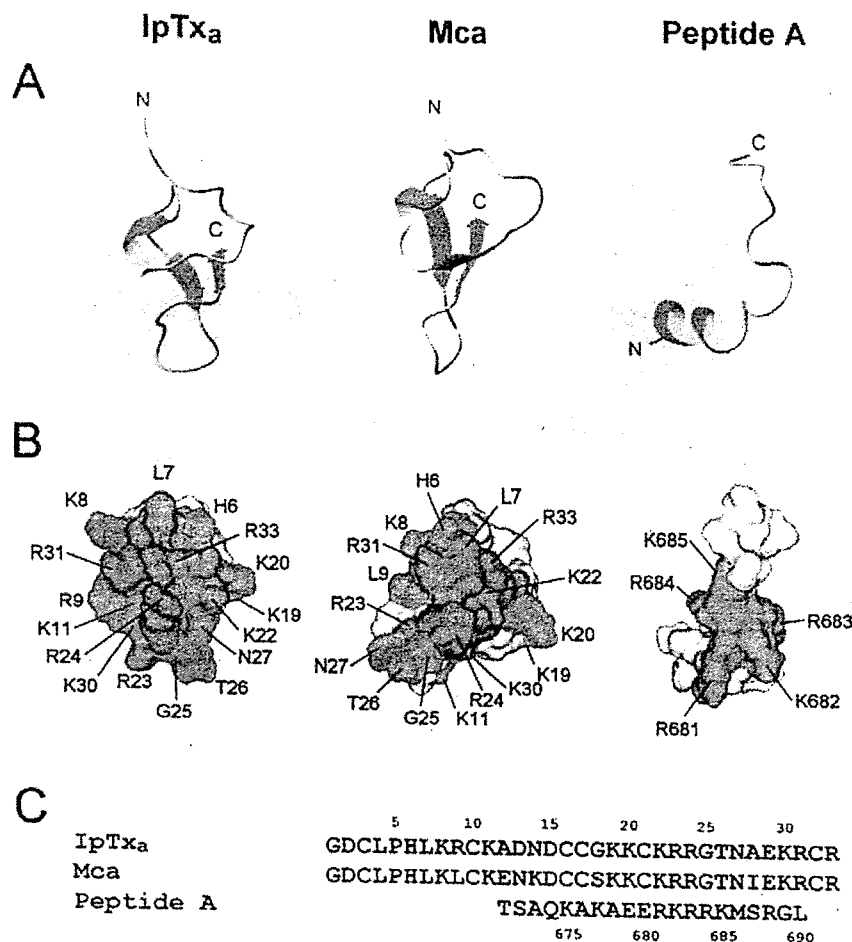 IpTxa Mca Peptide A
A
N N C
C C
N
B
L7 H6
K8 H6 L7
R33 K8 R33 K685
R31 R31
K20 L9 K22 R684
R9 R23 R683
K11 K19
R24 K22 K20
N27 N27
K30 R23 K19 K682
T26 T26 K30
G25 G25 R24 R681
K11
C
5 10 15 20 25 30
IpTxa GDCLPHLKRCKADNDCCGKKCKRRGTNAEKRCR
Mca GDCLPHLKLCKENKDCCSKKCKRRGTNIEKRCR
Peptide A TSAQKAKAEERKRRKMSRGL
675 680 685 690